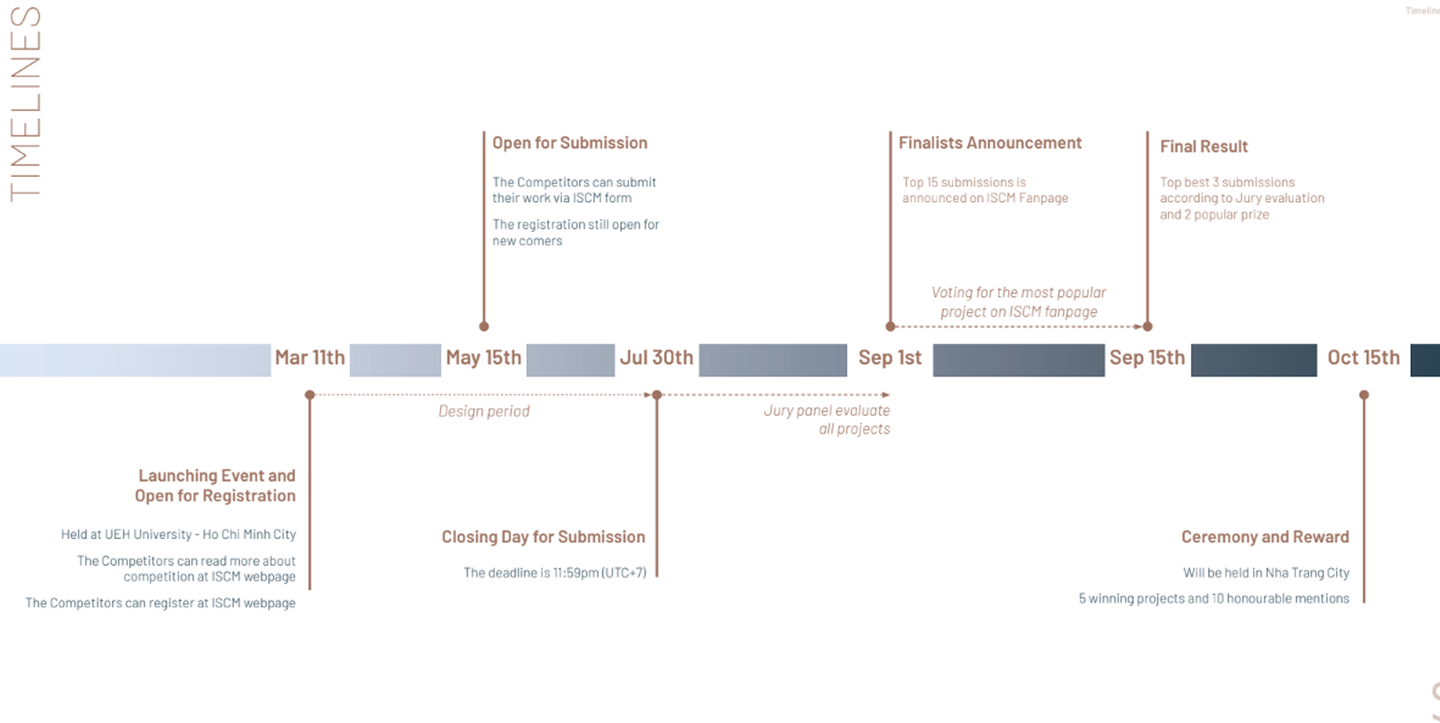 TIMELINES
Timeline
Open for Submission
The Competitors can submit
their work via ISCM form
The registration still open for
new comers
Finalists Announcement
Top 15 submissions is
announced on ISCM Fanpage
Final Result
Top best 3 submissions
according to Jury evaluation
and 2 popular prize
Voting for the most popular
project on ISCM fanpage
Mar 11th
May 15th
Jul 30th
Sep 1st
Sep 15th
Oct 15th
Design period
Jury panel evaluate
all projects
Launching Event and
Open for Registration
Held at UEH University - Ho Chi Minh City
The Competitors can read more about
competition at ISCM webpage
The Competitors can register at ISCM webpage
Closing Day for Submission
The deadline is 11:59pm (UTC+7)
Ceremony and Reward
Will be held in Nha Trang City
5 winning projects and 10 honourable mentions